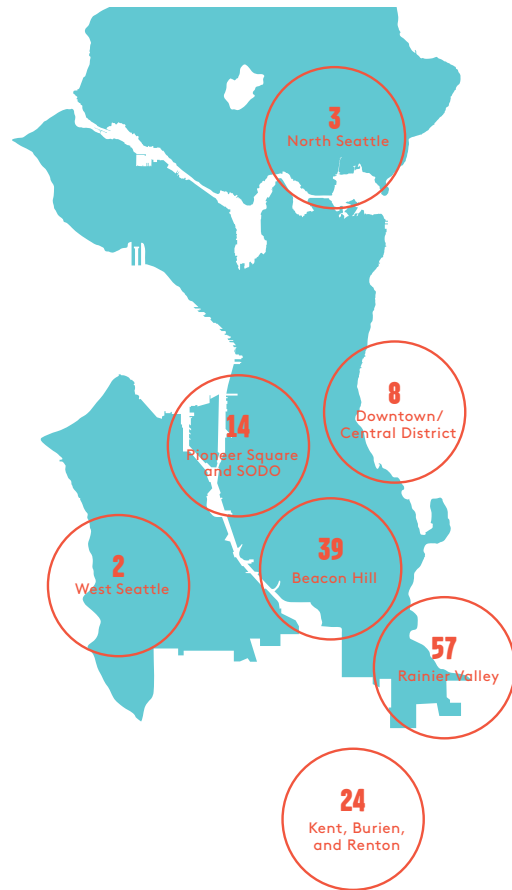 3
North Seattle
8
Downtown/
Central District
14
Pioneer Square
and SODO
39
Beacon Hill
2
West Seattle
57
Rainier Valley
24
Kent, Burien,
and Renton